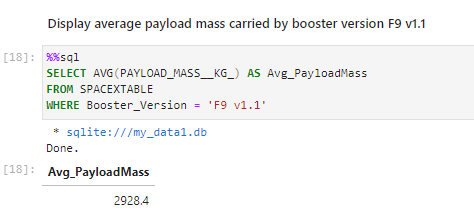 Display average payload mass carried by booster version F9 v1.1
[18]: %%sql
SELECT AVG(PAYLOAD_MASS__KG_) AS Avg_PayloadMass
FROM SPACEXTABLE
WHERE Booster_Version = 'F9 v1.1'
* sqlite:///my_data1.db
Done.
[18]: Avg_PayloadMass
2928.4